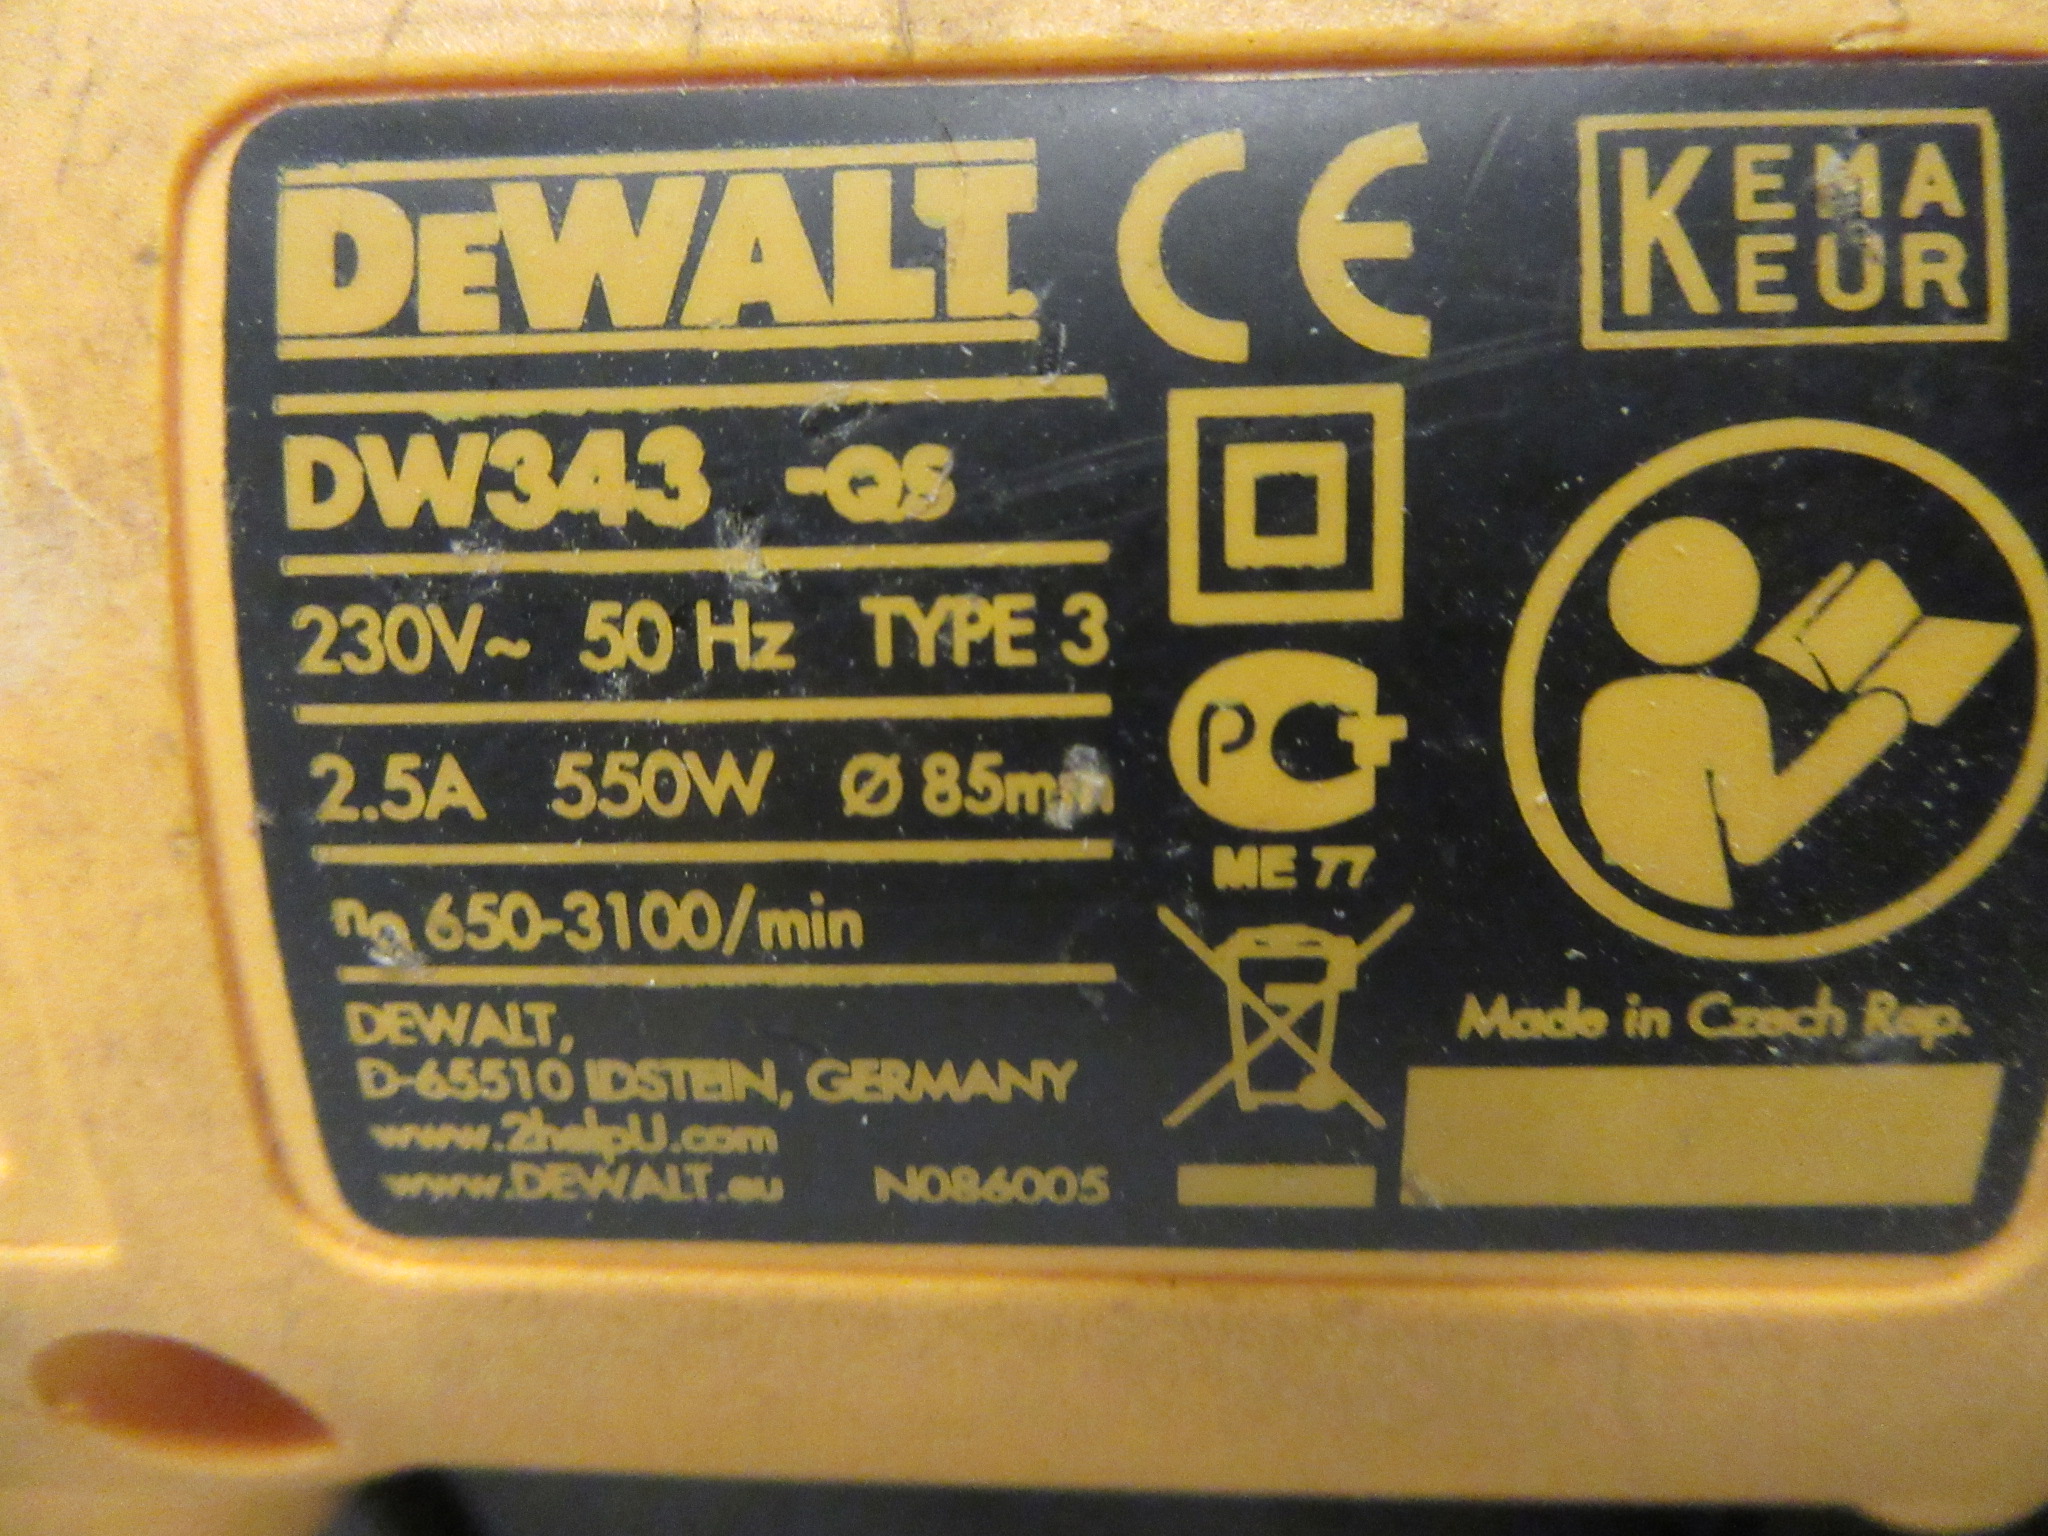 DEWALT.
CE
KEMA
KEUR
DW343 -QS
230V~ 50 Hz TYPE 3
2.5A 550W Ø 85mm
n₀ 650-3100/min
PC
ME 77
DEWALT,
D-65510 IDSTEIN, GERMANY
www.2helpU.com
www.DEWALT.eu N086005
Made in Czech Rep.